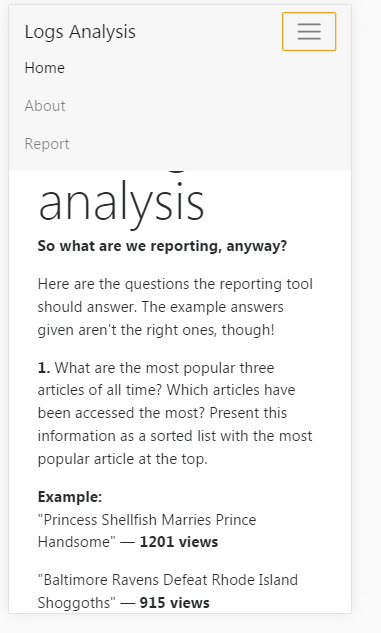 Logs Analysis
Home
About
Report
analysis
So what are we reporting, anyway?
Here are the questions the reporting tool
should answer. The example answers
given aren't the right ones, though!
1. What are the most popular three
articles of all time? Which articles have
been accessed the most? Present this
information as a sorted list with the most
popular article at the top.
Example:
"Princess Shellfish Marries Prince
Handsome" — 1201 views
"Baltimore Ravens Defeat Rhode Island
Shoggoths" — 915 views